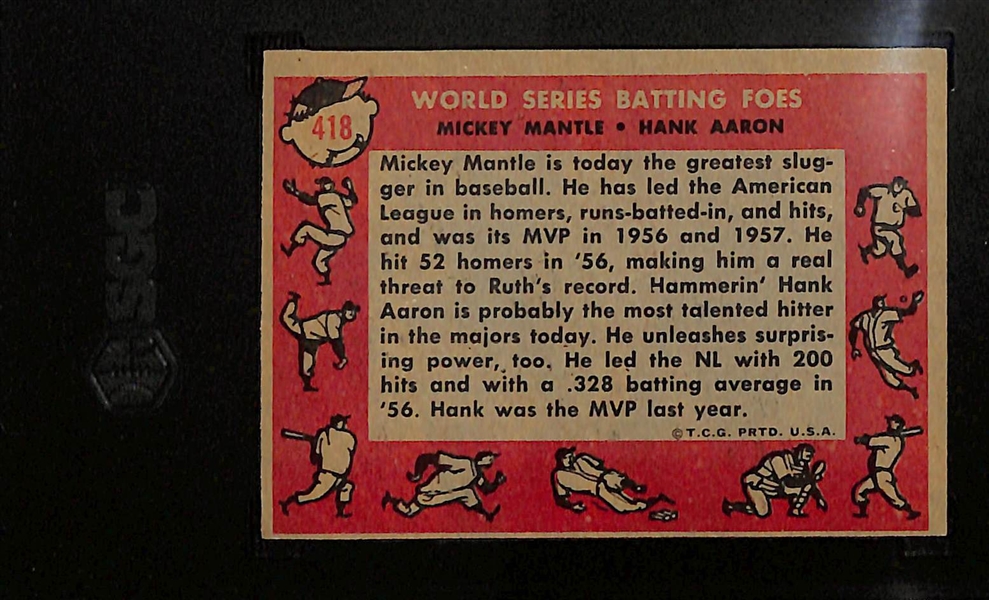 418
WORLD SERIES BATTING FOES
MICKEY MANTLE • HANK AARON
Mickey Mantle is today the greatest slug-
ger in baseball. He has led the American
League in homers, runs-batted-in, and hits,
and was its MVP in 1956 and 1957. He
hit 52 homers in '56, making him a real
threat to Ruth's record. Hammerin' Hank
Aaron is probably the most talented hitter
in the majors today. He unleashes surpris-
ing power, too. He led the NL with 200
hits and with a .328 batting average in
'56. Hank was the MVP last year.
© T.C.G. PRTD. U.S.A.
SGC